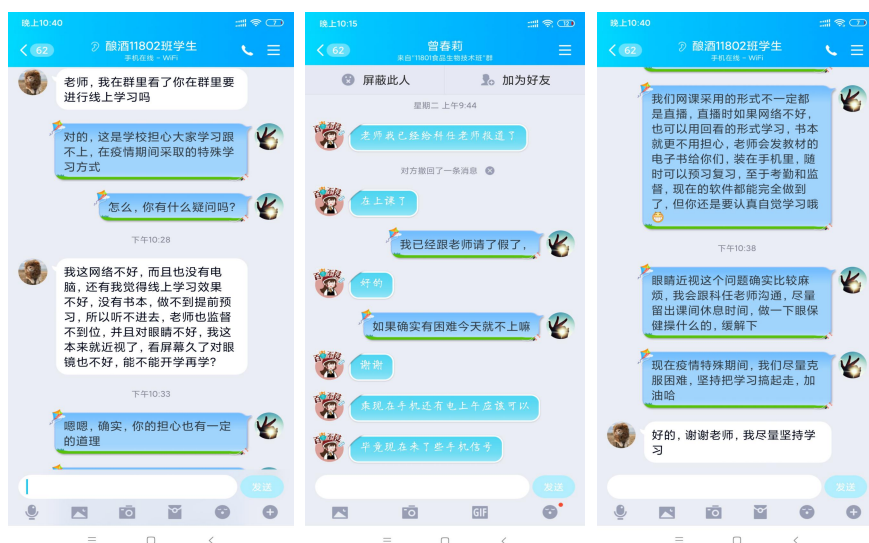 晚上10:40
62
酿酒11802班学生
手机在线 - WiFi
老师，我在群里看了你在群里要
进行线上学习吗
对的，这是学校担心大家学习跟
不上，在疫情期间采取的特殊学
习方式
怎么，你有什么疑问吗？
下午10:28
我这网络不好，而且也没有电
脑，还有我觉得线上学习效果
不好，没有书本，做不到提前预
习，所以听不进去，老师也监督
不到位，并且对眼睛不好，我这
本来就近视了，看屏幕久了对眼
镜也不好，能不能开学再学？
下午10:33
嗯嗯，确实，你的担心也有一定
的道理
发送
晚上10:15
62
曾春莉
来自"11801食品生物技术班"群
屏蔽此人
加为好友
星期二 上午9:44
老师我已经给科任老师报道了
对方撤回了一条消息
在上课了
我已经跟老师请了假了，
好的
如果确实有困难今天就不上嘛
谢谢
来现在手机还有电上午应该可以
毕竟现在来了些手机信号
发送
GIF
晚上10:40
62
酿酒11802班学生
手机在线 - WiFi
我们网课采用的形式不一定都
是直播，直播时如果网络不好，
也可以用回看的形式学习，书本
就更不用担心，老师会发教材的
电子书给你们，装在手机里，随
时可以预习复习，至于考勤和监
督，现在的软件都能完全做到
了，但你还是要认真自觉学习哦
下午10:38
眼睛近视这个问题确实比较麻
烦，我会跟科任老师沟通，尽量
留出课间休息时间，做一下眼保
健操什么的，缓解下
现在疫情特殊期间，我们尽量克
服困难，坚持把学习搞起走，加
油哈
好的，谢谢老师，我尽量坚持学
习
发送